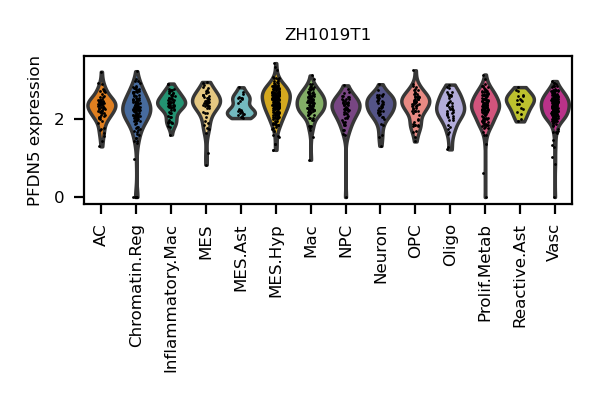 ZH1019T1
PFDN5 expression
2
0
AC
Chromatin.Reg
Inflammatory.Mac
MES
MES.Ast
MES.Hyp
Mac
NPC
Neuron
OPC
Oligo
Prolif.Metab
Reactive.Ast
Vasc